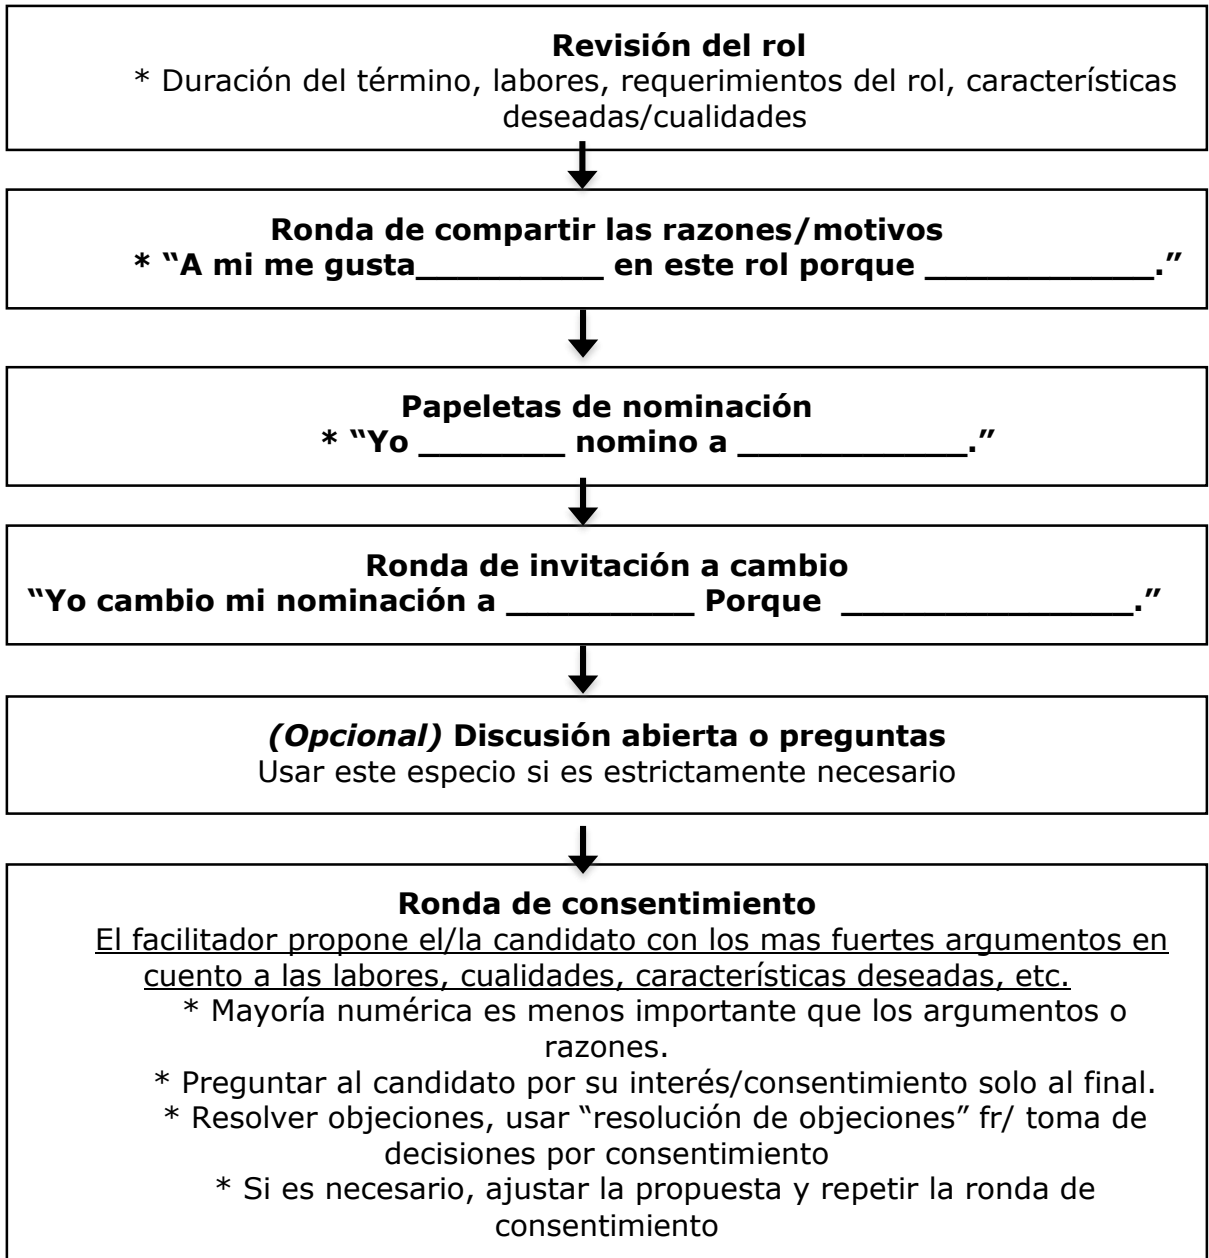 Revisión del rol
* Duración del término, labores, requerimientos del rol, características
deseadas/cualidades
Ronda de compartir las razones/motivos
* “A mi me gusta___________ en este rol porque _____________.”
Papeletas de nominación
* “Yo ________ nomino a _____________.”
Ronda de invitación a cambio
“Yo cambio mi nominación a ___________ Porque _________________.”
(Opcional) Discusión abierta o preguntas
Usar este especio si es estrictamente necesario
Ronda de consentimiento
El facilitador propone el/la candidato con los mas fuertes argumentos en
cuento a las labores, cualidades, características deseadas, etc.
* Mayoría numérica es menos importante que los argumentos o
razones.
* Preguntar al candidato por su interés/consentimiento solo al final.
* Resolver objeciones, usar “resolución de objeciones” fr/ toma de
decisiones por consentimiento
* Si es necesario, ajustar la propuesta y repetir la ronda de
consentimiento